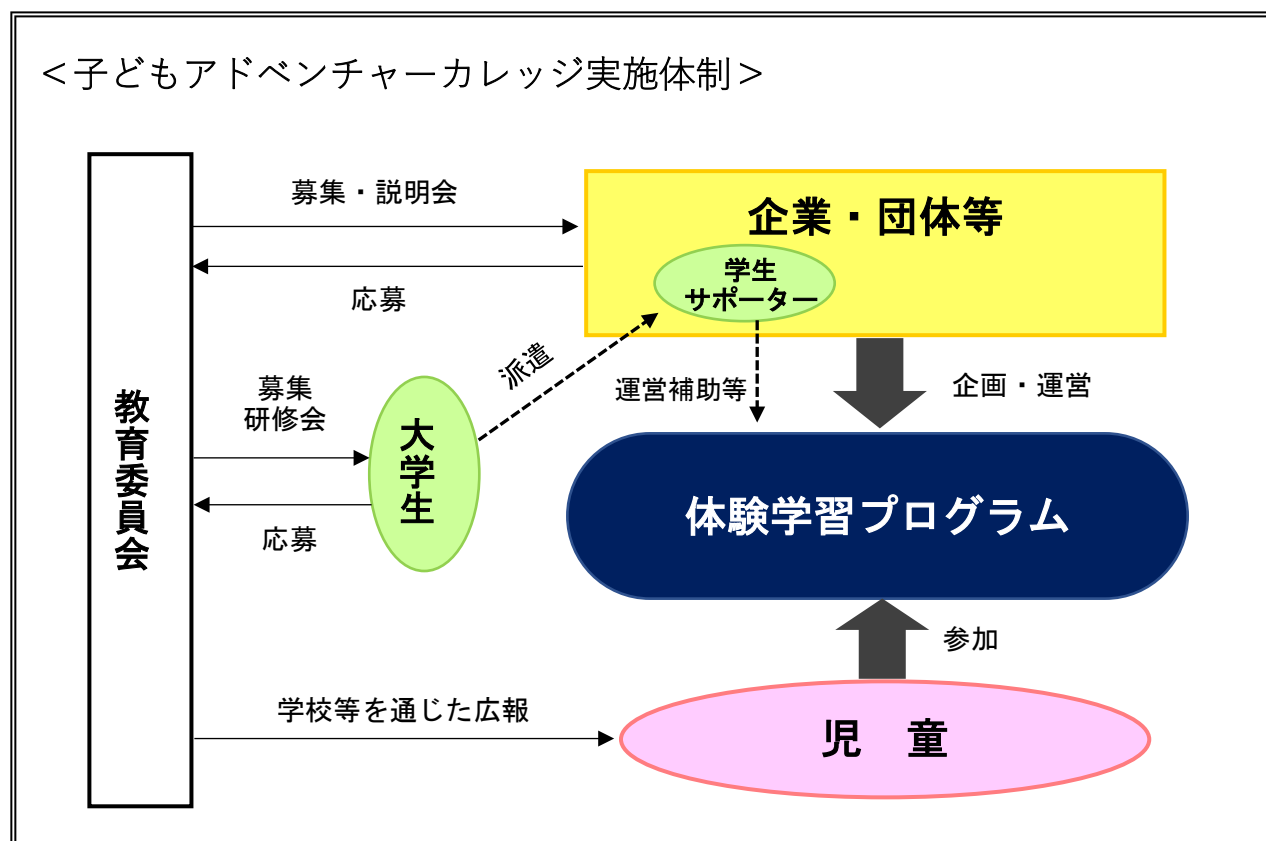 ＜子どもアドベンチャーカレッジ実施体制＞
募集・説明会
企業・団体等
学生
サポーター
応募
派遣
運営補助等
企画・運営
募集
研修会
教育委員会
大学生
体験学習プログラム
応募
参加
学校等を通じた広報
児　童